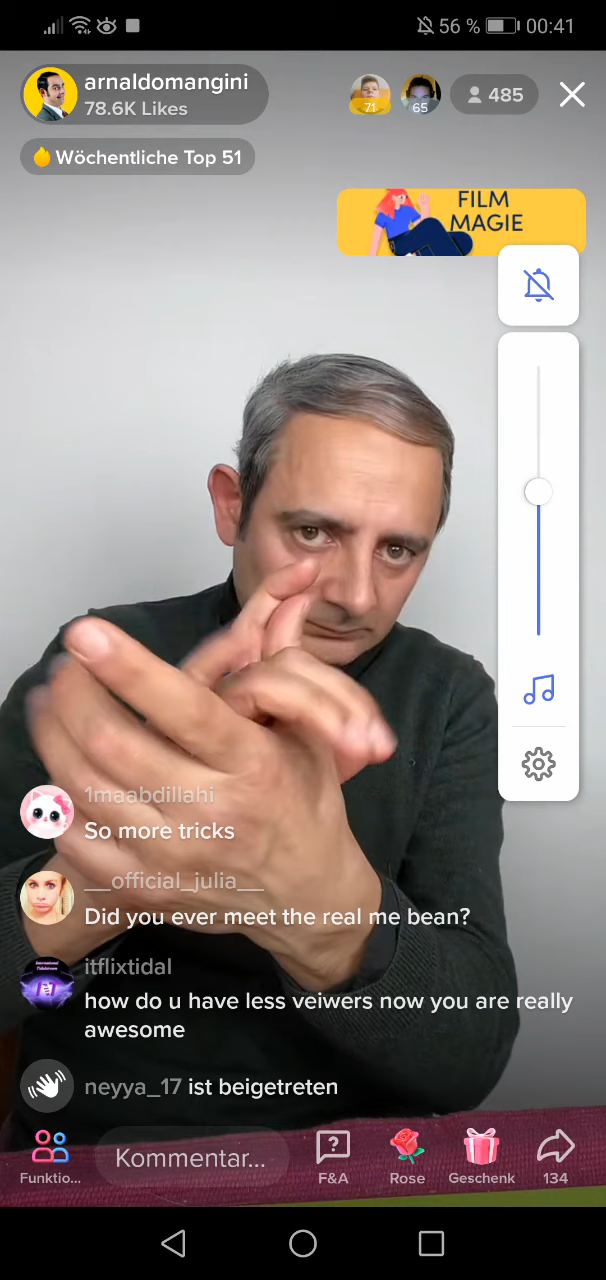 56 % 00:41
arnaldomangini
78.6K Likes
71
65
485
Wöchentliche Top 51
FILM
MAGIE
1maabdillahi
So more tricks
__official_julia__
Did you ever meet the real me bean?
itflixtidal
how do u have less veiwers now you are really
awesome
neyya_17 ist beigetreten
Kommentar...
Funktio...
F&A
Rose
Geschenk
134